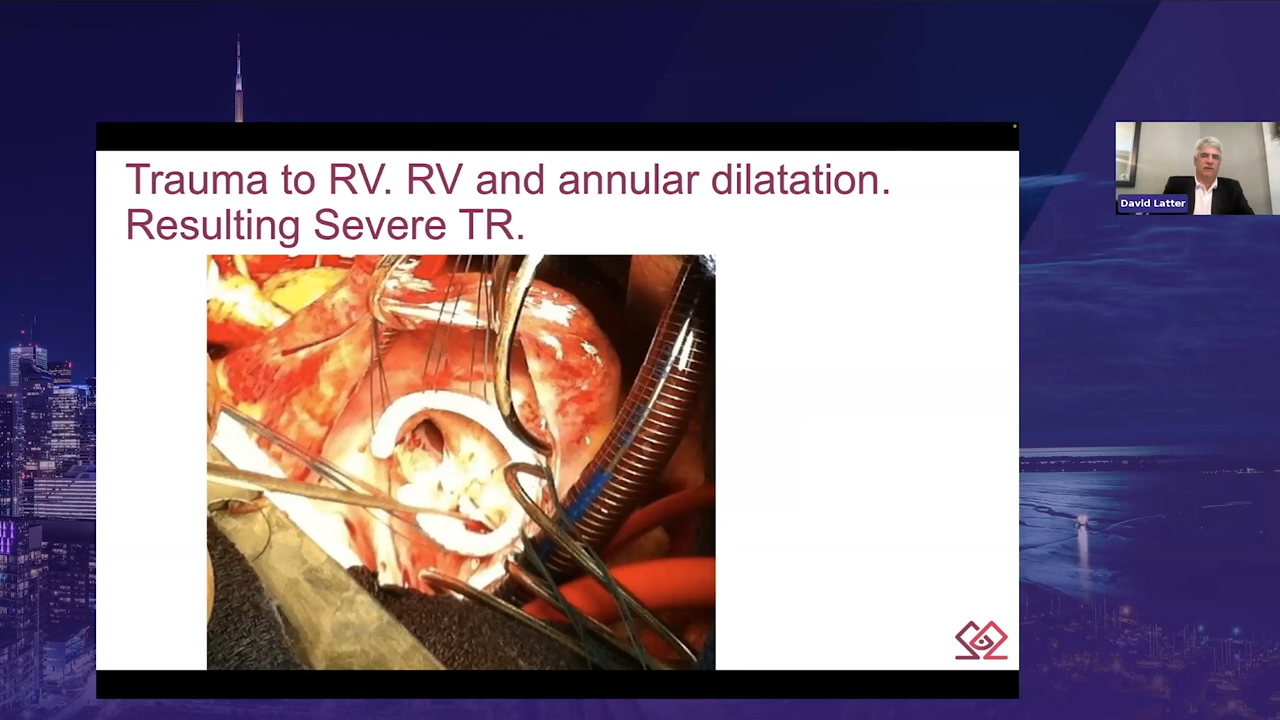 Trauma to RV. RV and annular dilatation.
Resulting Severe TR.
David Latter